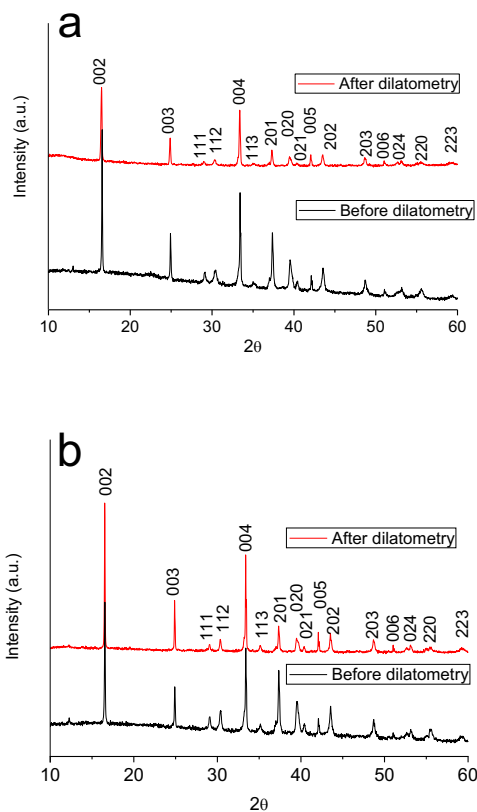 a
002
003
111
112
004
113
201
020
021
005
202
203
006
024
220
223
After dilatometry
Before dilatometry
Intensity (a.u.)
10 20 30 40 50 60
2θ
b
002
003
111
112
004
113
201
020
021
005
202
203
006
024
220
223
After dilatometry
Before dilatometry
Intensity (a.u.)
10 20 30 40 50 60
2θ